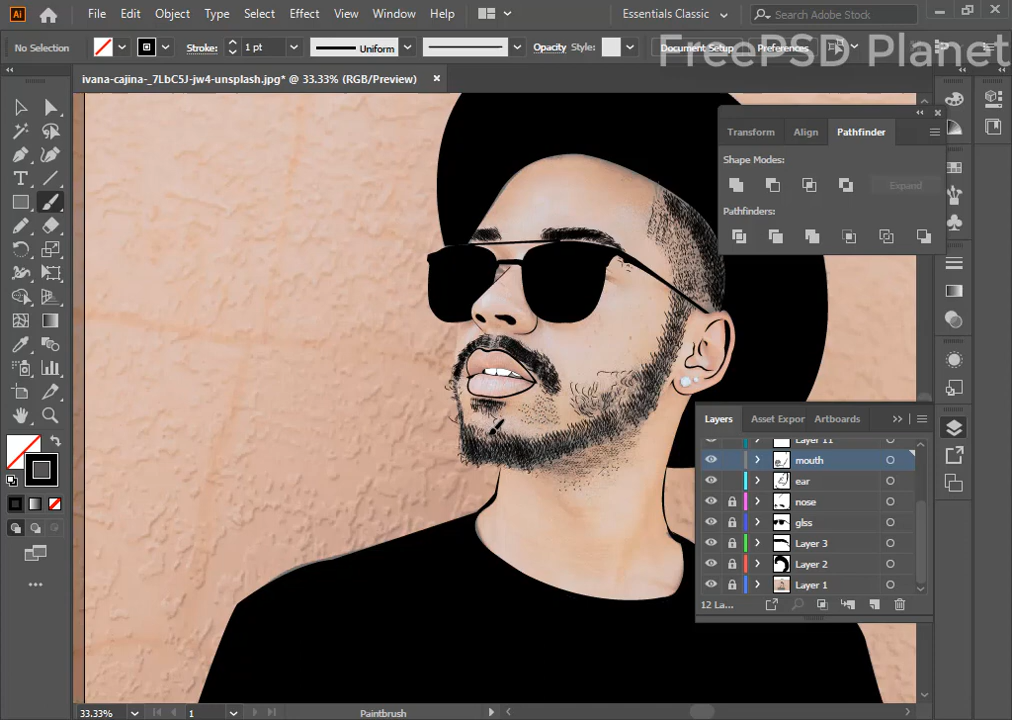 Ai File Edit Object Type Select Effect View Window Help Essentials Classic Search Adobe Stock
No Selection Stroke: 1 pt Uniform Opacity Style: Document Setup Preferences
FreePSD Planet
ivana-cajina-_7LbC5J-jw4-unsplash.jpg* @ 33.33% (RGB/Preview)
Transform Align Pathfinder
Shape Modes:
Expand
Pathfinders:
Layers Asset Expor Artboards
Layer 11
mouth
ear
nose
glss
Layer 3
Layer 2
Layer 1
12 La...
33.33% 1 Paintbrush